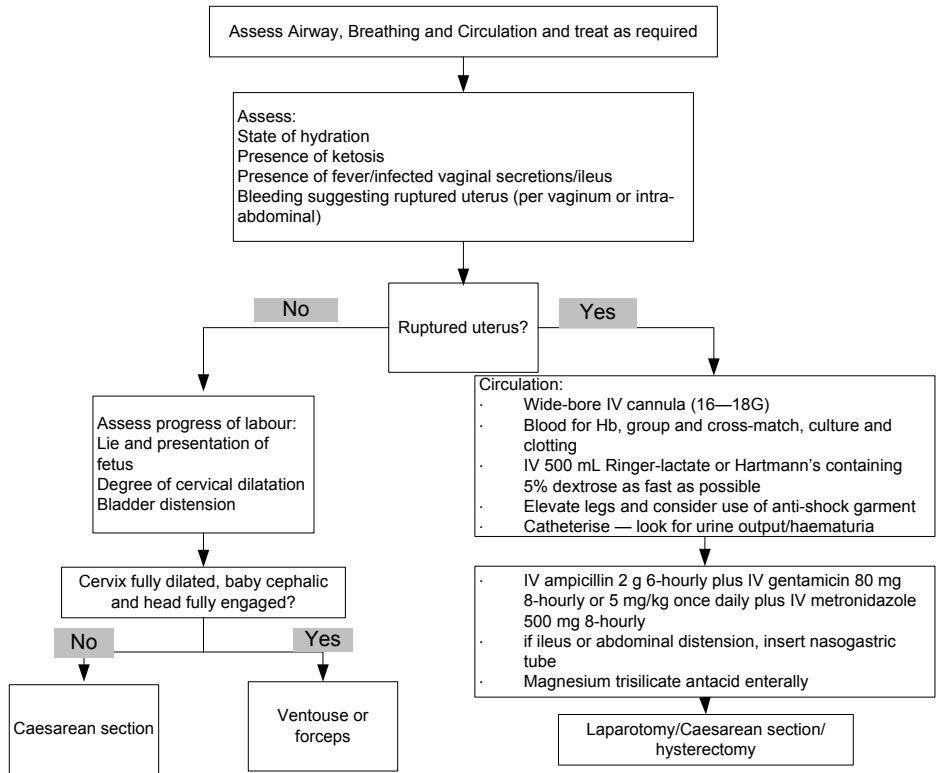 Assess Airway, Breathing and Circulation and treat as required
Assess:
State of hydration
Presence of ketosis
Presence of fever/infected vaginal secretions/ileus
Bleeding suggesting ruptured uterus (per vaginum or intra-
abdominal)
No
Ruptured uterus?
Yes
Assess progress of labour:
Lie and presentation of
fetus
Degree of cervical dilatation
Bladder distension
Cervix fully dilated, baby cephalic
and head fully engaged?
No
Yes
Caesarean section
Ventouse or
forceps
Circulation:
· Wide-bore IV cannula (16—18G)
· Blood for Hb, group and cross-match, culture and
clotting
· IV 500 mL Ringer-lactate or Hartmann's containing
5% dextrose as fast as possible
· Elevate legs and consider use of anti-shock garment
· Catheterise — look for urine output/haematuria
· IV ampicillin 2 g 6-hourly plus IV gentamicin 80 mg
8-hourly or 5 mg/kg once daily plus IV metronidazole
500 mg 8-hourly
· if ileus or abdominal distension, insert nasogastric
tube
· Magnesium trisilicate antacid enterally
Laparotomy/Caesarean section/
hysterectomy